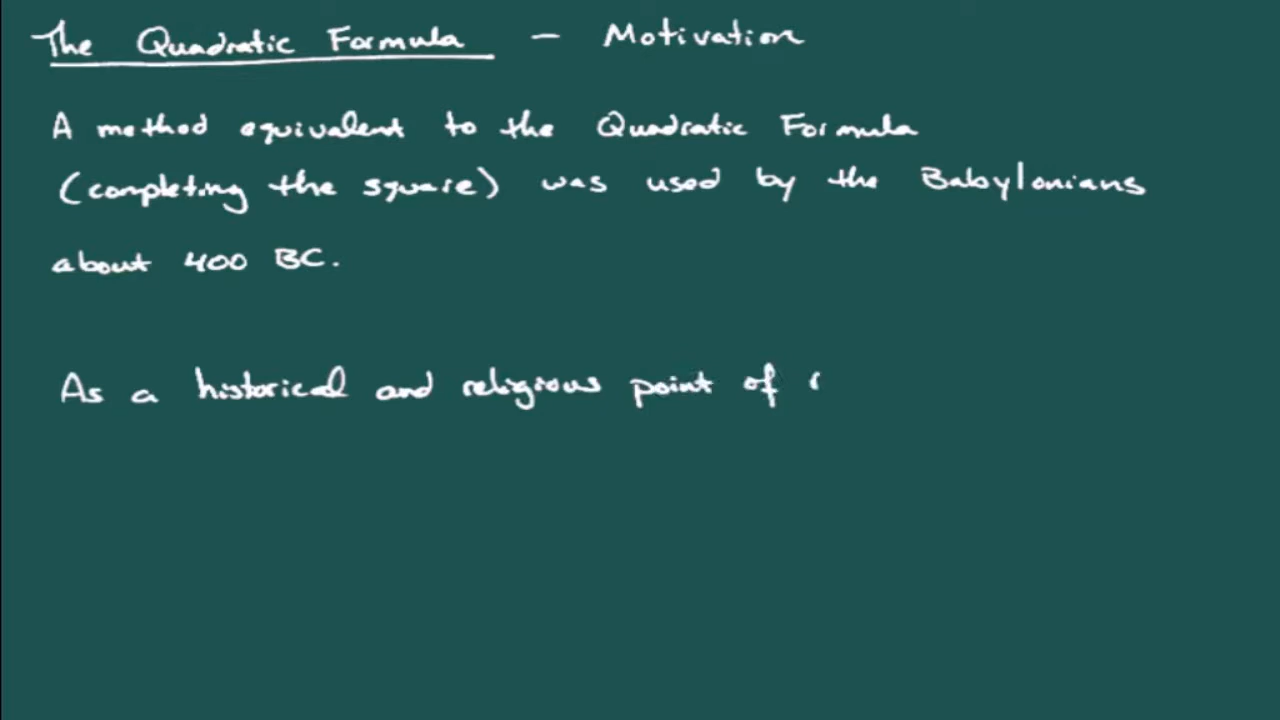 The Quadratic Formula - Motivation
A method equivalent to the Quadratic Formula
(completing the square) was used by the Babylonians
about 400 BC.
As a historical and religious point of